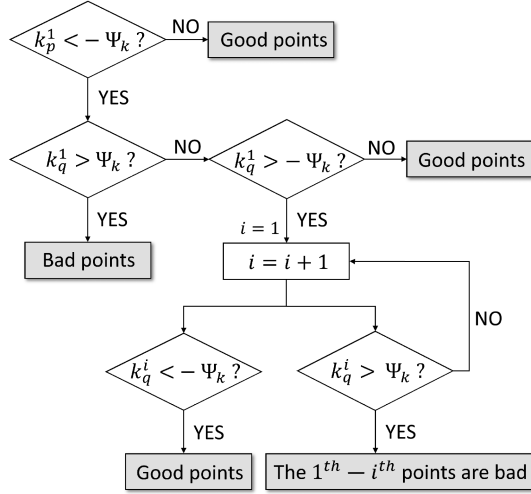 k_p^1 < − Ψ_k ?
NO
Good points
YES
k_q^1 > Ψ_k ?
NO
k_q^1 > − Ψ_k ?
NO
Good points
YES
YES
Bad points
i = 1
i = i + 1
NO
k_q^i < − Ψ_k ?
k_q^i > Ψ_k ?
YES
YES
Good points
The 1^th − i^th points are bad